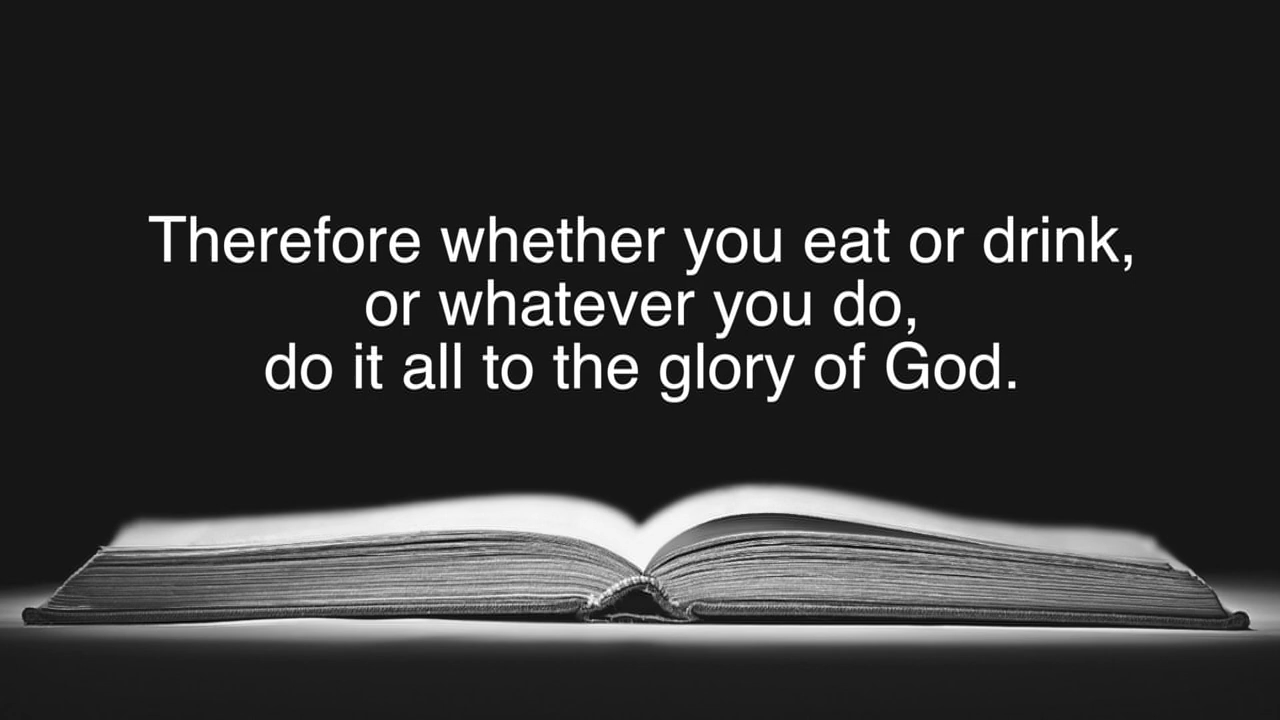 Therefore whether you eat or drink,
or whatever you do,
do it all to the glory of God.